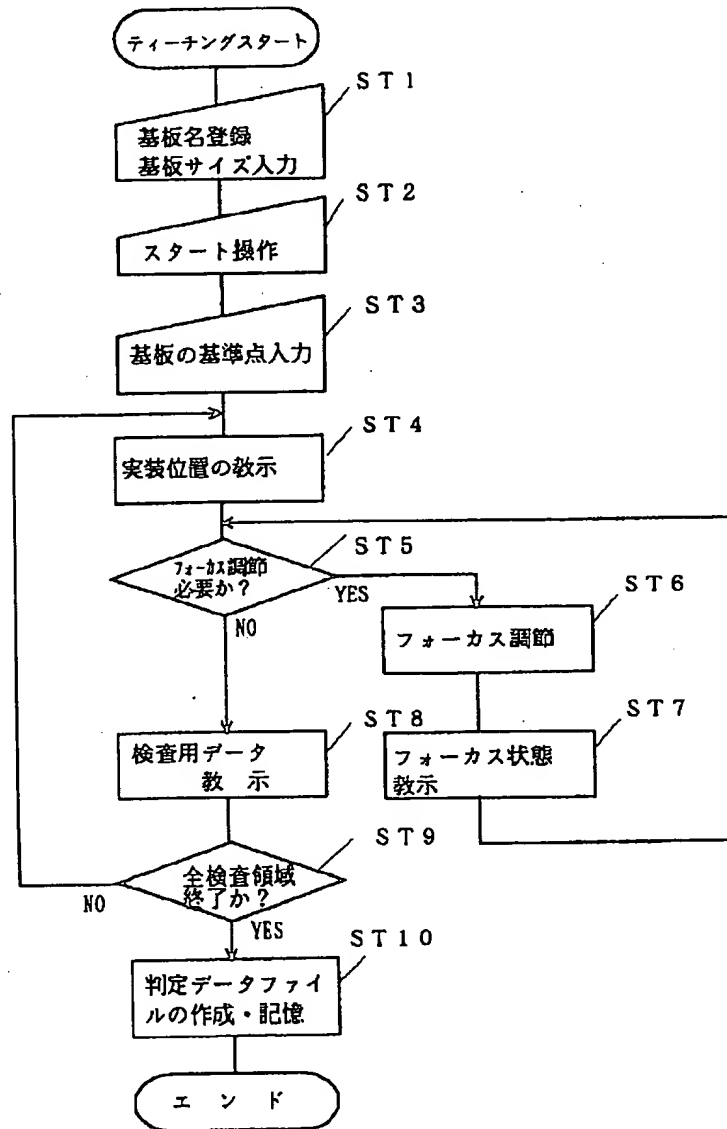 ティーチングスタート
ST1
基板名登録
基板サイズ入力
ST2
スタート操作
ST3
基板の基準点入力
ST4
実装位置の教示
ST5
フォーカス調節
必要か?
YES
NO
ST6
フォーカス調節
ST7
フォーカス状態
教示
ST8
検査用データ
教 示
ST9
全検査領域
終了か?
NO
YES
ST10
判定データファイ
ルの作成・記憶
エ ン ド